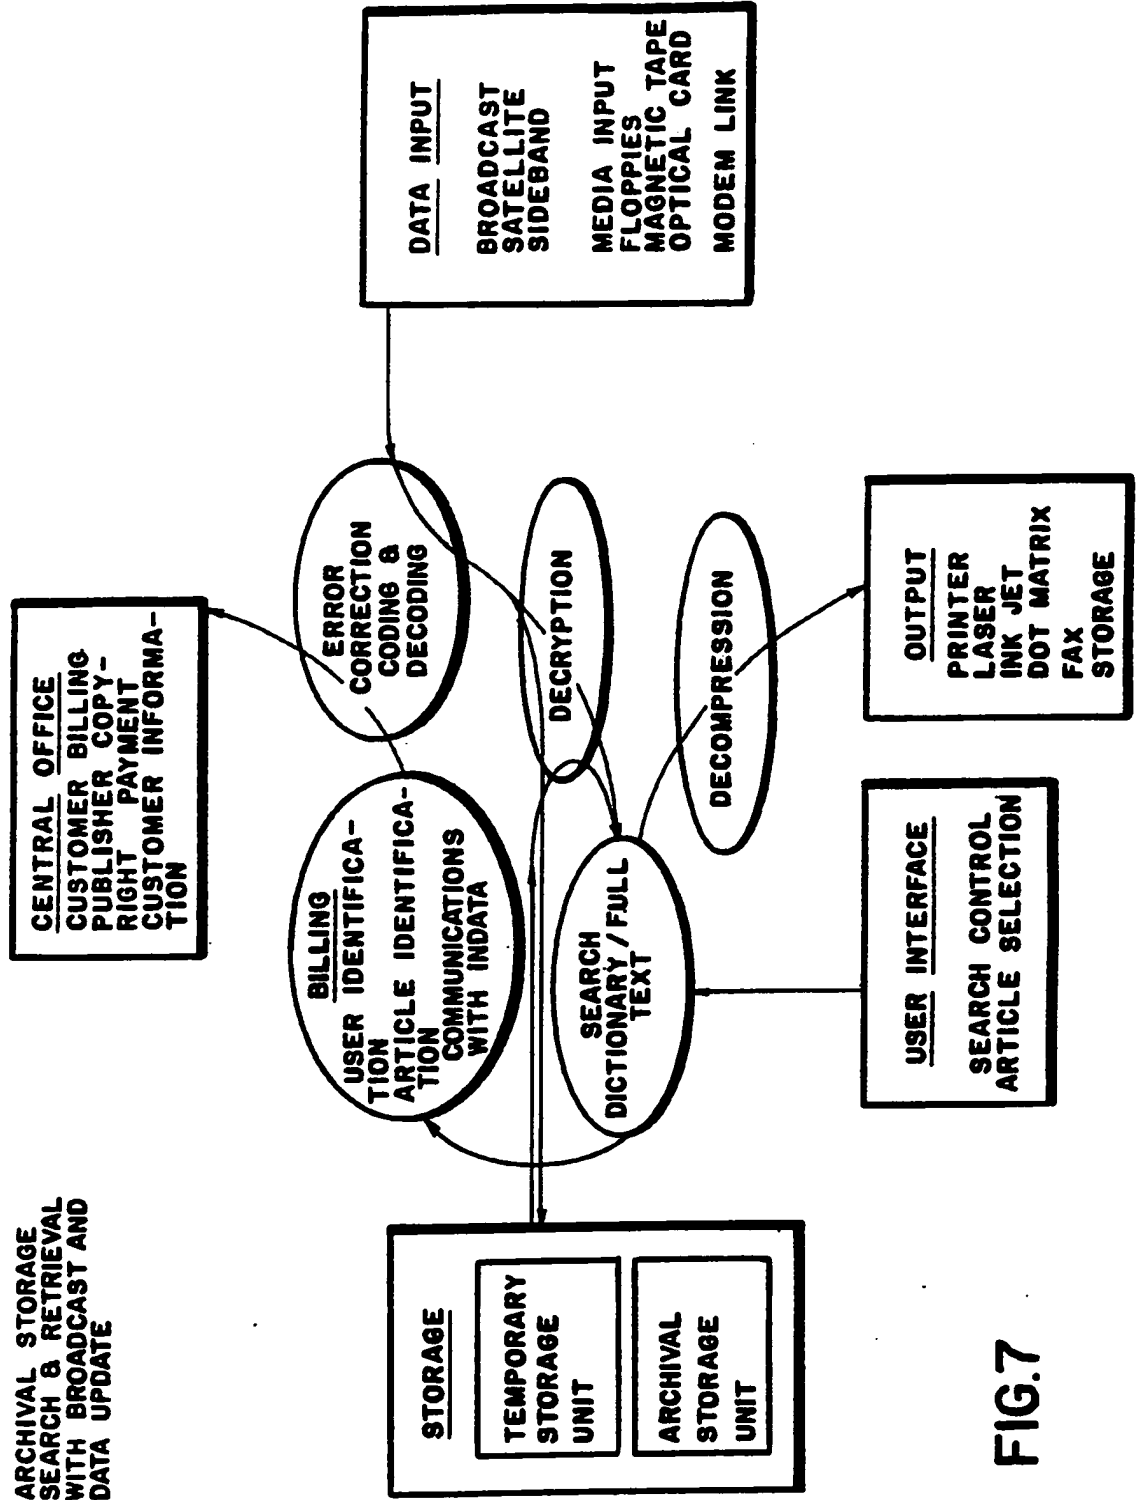 ARCHIVAL STORAGE
SEARCH & RETRIEVAL
WITH BROADCAST AND
DATA UPDATE
CENTRAL OFFICE
CUSTOMER BILLING
PUBLISHER COPY-
RIGHT PAYMENT
CUSTOMER INFORMA-
TION
BILLING
USER IDENTIFICA-
TION
ARTICLE IDENTIFICA-
TION
COMMUNICATIONS
WITH INDATA
ERROR
CORRECTION
CODING &
DECODING
DATA INPUT
BROADCAST
SATELLITE
SIDEBAND
MEDIA INPUT
FLOPPIES
MAGNETIC TAPE
OPTICAL CARD
MODEM LINK
STORAGE
TEMPORARY
STORAGE
UNIT
ARCHIVAL
STORAGE
UNIT
SEARCH
DICTIONARY/FULL
TEXT
DECRYPTION
DECOMPRESSION
USER INTERFACE
SEARCH CONTROL
ARTICLE SELECTION
OUTPUT
PRINTER
LASER
INK JET
DOT MATRIX
FAX
STORAGE
FIG.7